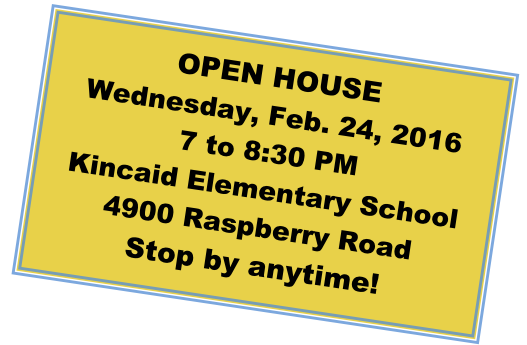 OPEN HOUSE
Wednesday, Feb. 24, 2016
7 to 8:30 PM
Kincaid Elementary School
4900 Raspberry Road
Stop by anytime!